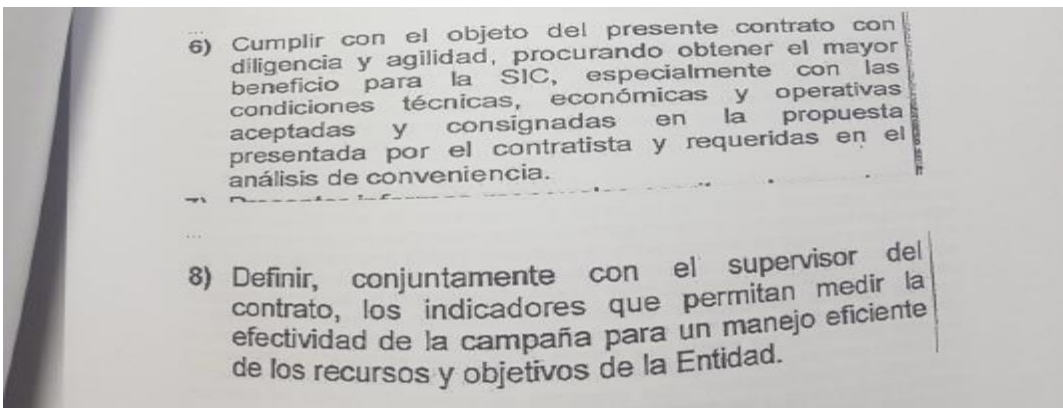 ...
6) Cumplir con el objeto del presente contrato con
diligencia y agilidad, procurando obtener el mayor
beneficio para la SIC, especialmente con las
condiciones técnicas, económicas y operativas
aceptadas y consignadas en la propuesta
presentada por el contratista y requeridas en el
análisis de conveniencia.
...
8) Definir, conjuntamente con el supervisor del
contrato, los indicadores que permitan medir la
efectividad de la campaña para un manejo eficiente
de los recursos y objetivos de la Entidad.